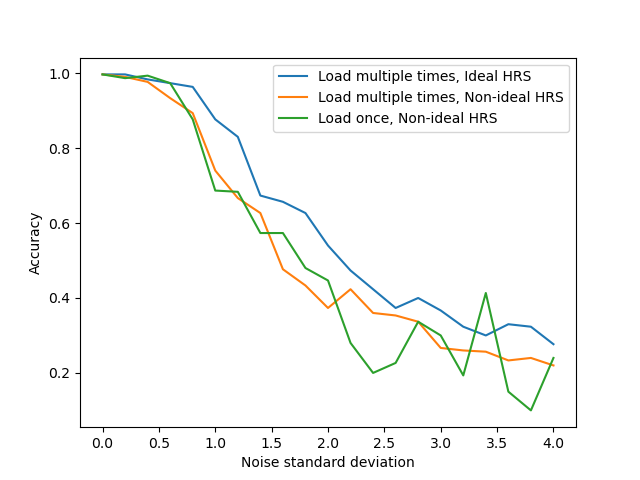 Load multiple times, Ideal HRS
Load multiple times, Non-ideal HRS
Load once, Non-ideal HRS
1.0
0.8
0.6
0.4
0.2
Accuracy
0.0 0.5 1.0 1.5 2.0 2.5 3.0 3.5 4.0
Noise standard deviation